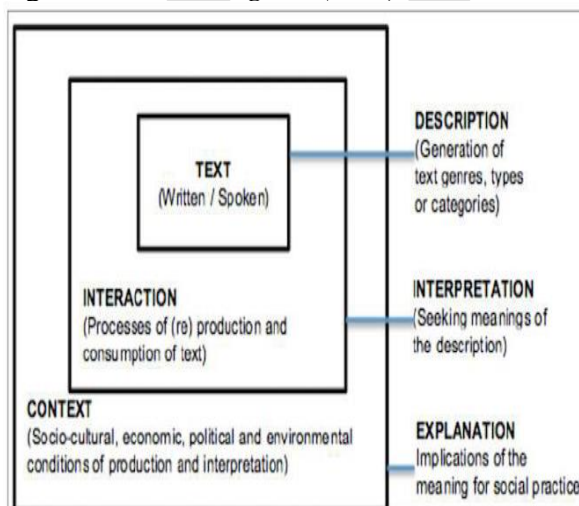 TEXT
(Written / Spoken)
INTERACTION
(Processes of (re) production and
consumption of text)
CONTEXT
(Socio-cultural, economic, political and environmental
conditions of production and interpretation)
DESCRIPTION
(Generation of
text genres, types
or categories)
INTERPRETATION
(Seeking meanings of
the description)
EXPLANATION
Implications of the
meaning for social practice